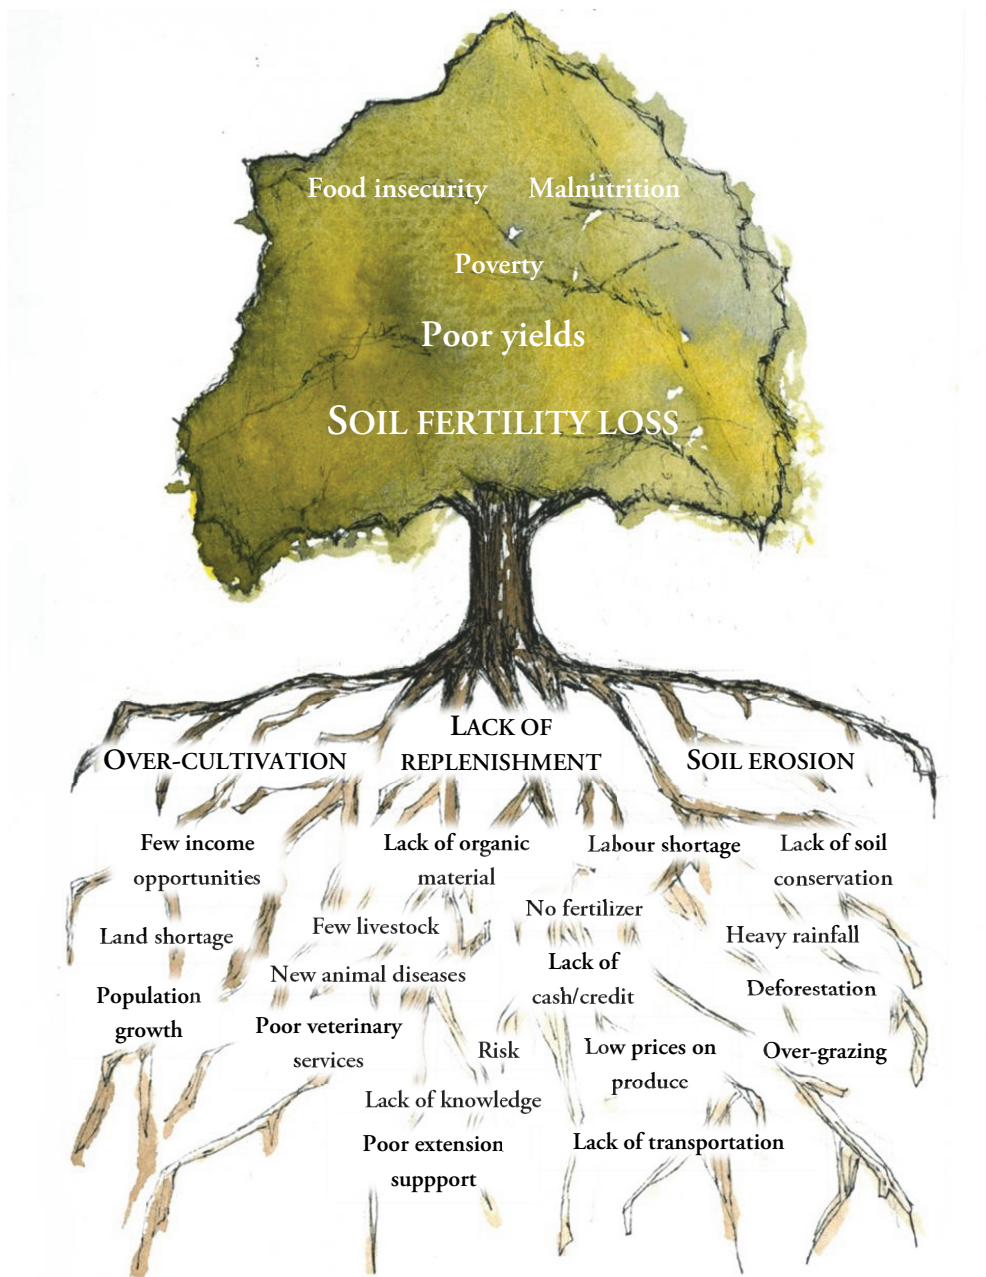 Food insecurity Malnutrition
Poverty
Poor yields
SOIL FERTILITY LOSS
OVER-CULTIVATION
LACK OF
REPLENISHMENT
SOIL EROSION
Few income
opportunities
Lack of organic
material
Labour shortage
Lack of soil
conservation
Land shortage
Few livestock
No fertilizer
Heavy rainfall
New animal diseases
Lack of
cash/credit
Deforestation
Population
growth
Poor veterinary
services
Risk
Low prices on
produce
Over-grazing
Lack of knowledge
Poor extension
suppport
Lack of transportation